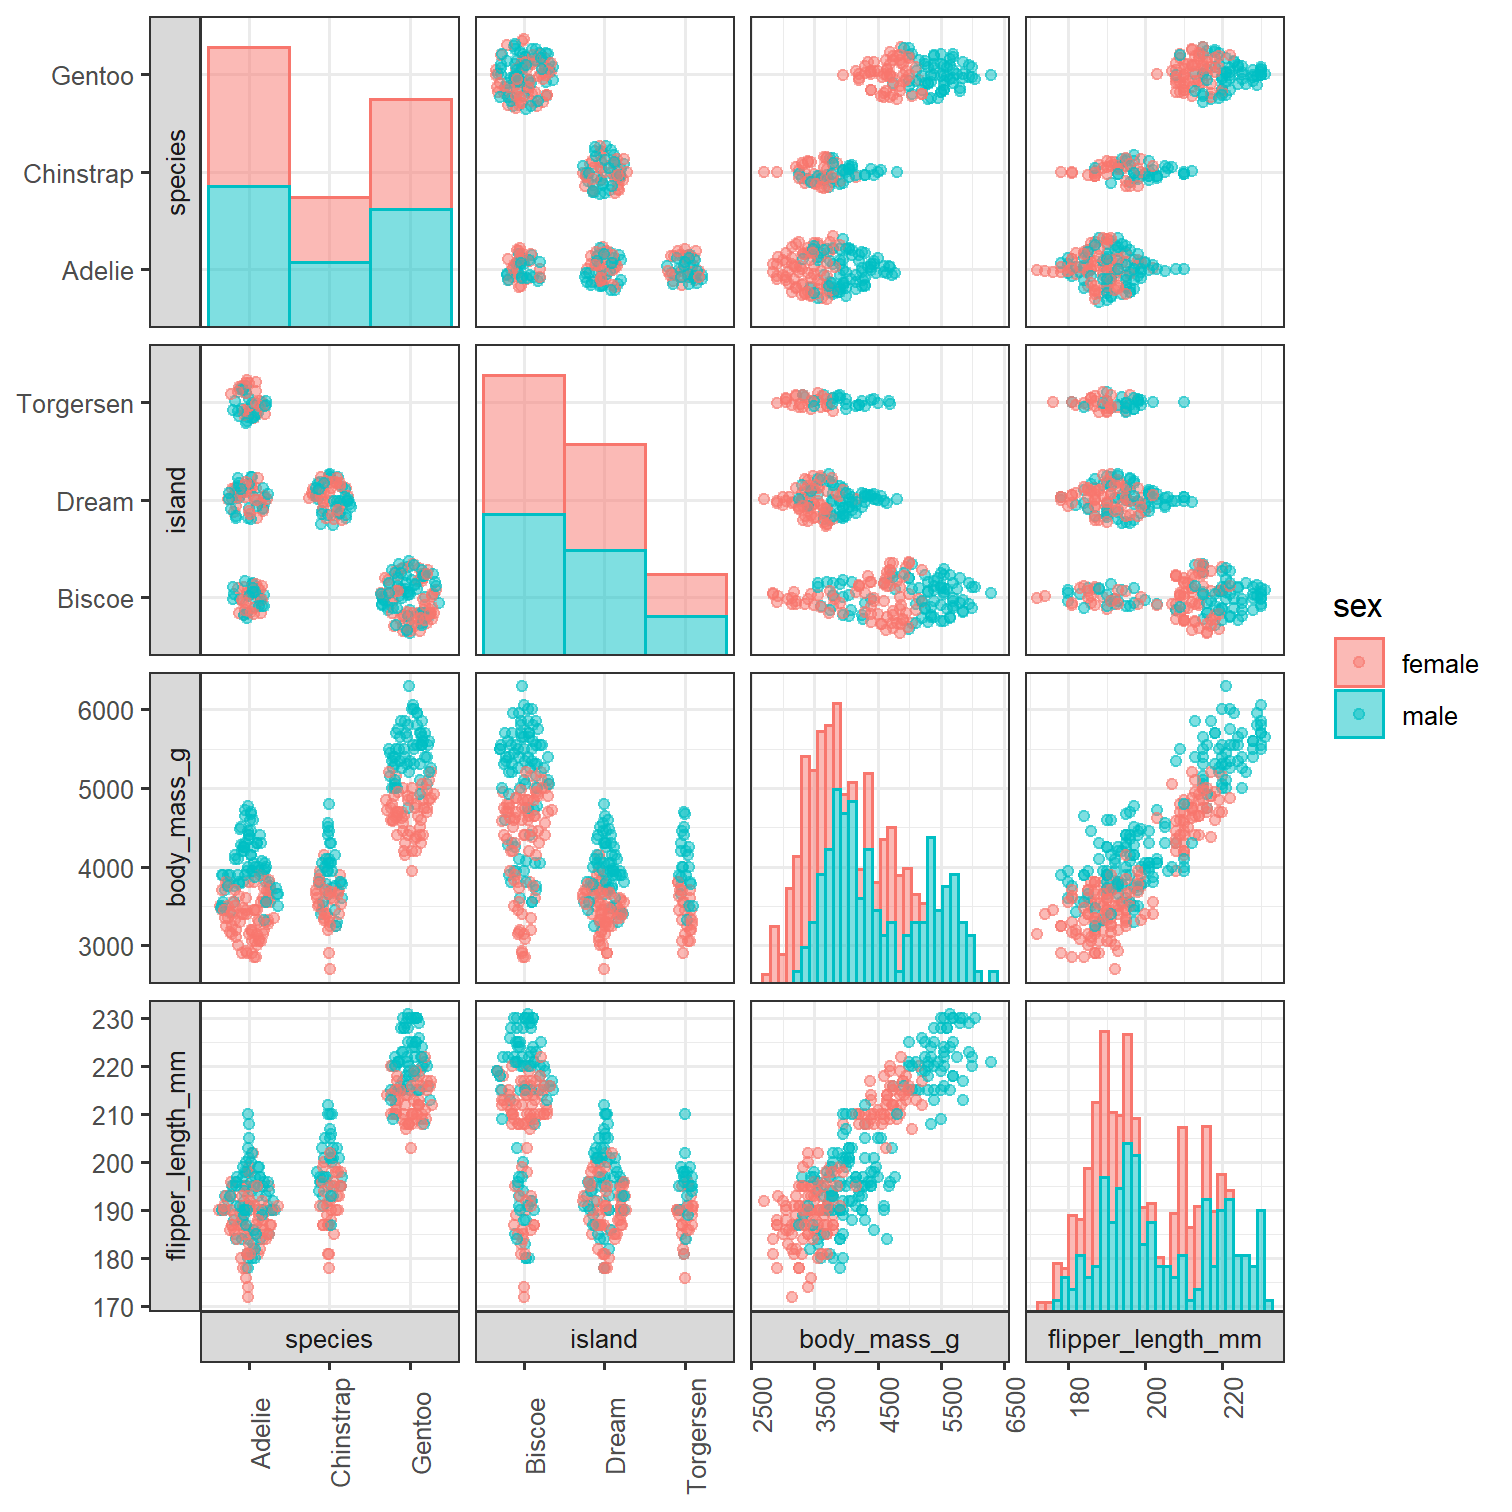 Gentoo
Chinstrap
Adelie
species
Torgersen
Dream
Biscoe
island
6000
5000
4000
3000
body_mass_g
230
220
210
200
190
180
170
flipper_length_mm
species
island
body_mass_g
flipper_length_mm
Adelie
Chinstrap
Gentoo
Biscoe
Dream
Torgersen
2500
3500
4500
5500
6500
180
200
220
sex
female
male